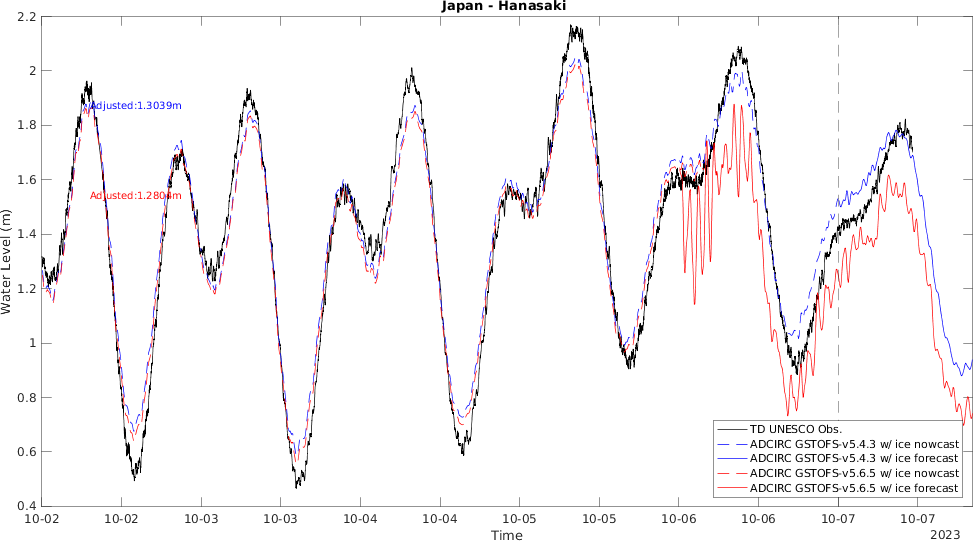 Japan - Hanasaki
2.2
2
1.8
1.6
1.4
1.2
1
0.8
0.6
0.4
Water Level (m)
Adjusted:1.3039m
Adjusted:1.2804m
TD UNESCO Obs.
ADCIRC GSTOFS-v5.4.3 w/ ice nowcast
ADCIRC GSTOFS-v5.4.3 w/ ice forecast
ADCIRC GSTOFS-v5.6.5 w/ ice nowcast
ADCIRC GSTOFS-v5.6.5 w/ ice forecast
10-02 10-02 10-03 10-03 10-04 10-04 10-05 10-05 10-06 10-06 10-07 10-07
Time
2023